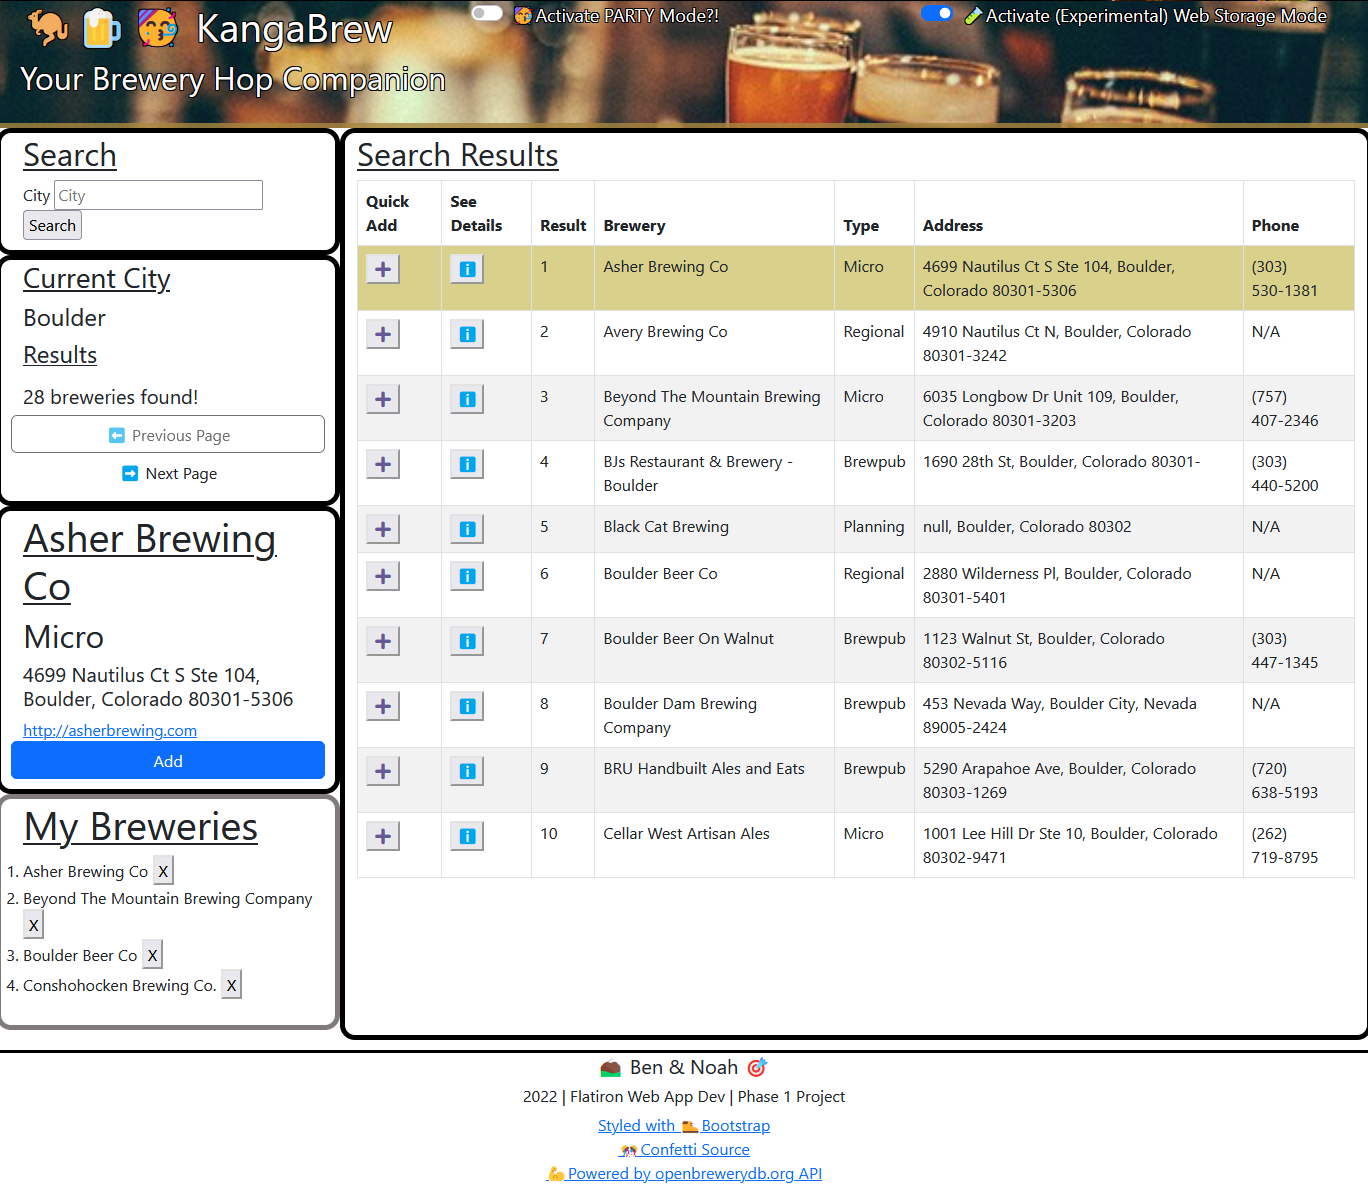 KangaBrew
Your Brewery Hop Companion
Activate PARTY Mode?!
Activate (Experimental) Web Storage Mode
Search
City City
Search
Current City
Boulder
Results
28 breweries found!
Previous Page
Next Page
Asher Brewing
Co
Micro
4699 Nautilus Ct S Ste 104,
Boulder, Colorado 80301-5306
http://asherbrewing.com
Add
My Breweries
1. Asher Brewing Co X
2. Beyond The Mountain Brewing Company
X
3. Boulder Beer Co X
4. Conshohocken Brewing Co. X
Search Results
Quick See
Add Details Result Brewery Type Address Phone
1 Asher Brewing Co Micro 4699 Nautilus Ct S Ste 104, Boulder, (303)
Colorado 80301-5306 530-1381
2 Avery Brewing Co Regional 4910 Nautilus Ct N, Boulder, Colorado N/A
80301-3242
3 Beyond The Mountain Brewing Micro 6035 Longbow Dr Unit 109, Boulder, (757)
Company Colorado 80301-3203 407-2346
4 BJs Restaurant & Brewery - Brewpub 1690 28th St, Boulder, Colorado 80301- (303)
Boulder 440-5200
5 Black Cat Brewing Planning null, Boulder, Colorado 80302 N/A
6 Boulder Beer Co Regional 2880 Wilderness Pl, Boulder, Colorado N/A
80301-5401
7 Boulder Beer On Walnut Brewpub 1123 Walnut St, Boulder, Colorado (303)
80302-5116 447-1345
8 Boulder Dam Brewing Brewpub 453 Nevada Way, Boulder City, Nevada N/A
Company 89005-2424
9 BRU Handbuilt Ales and Eats Brewpub 5290 Arapahoe Ave, Boulder, Colorado (720)
80303-1269 638-5193
10 Cellar West Artisan Ales Micro 1001 Lee Hill Dr Ste 10, Boulder, Colorado (262)
80302-9471 719-8795
Ben & Noah
2022 | Flatiron Web App Dev | Phase 1 Project
Styled with Bootstrap
Confetti Source
Powered by openbrewerydb.org API